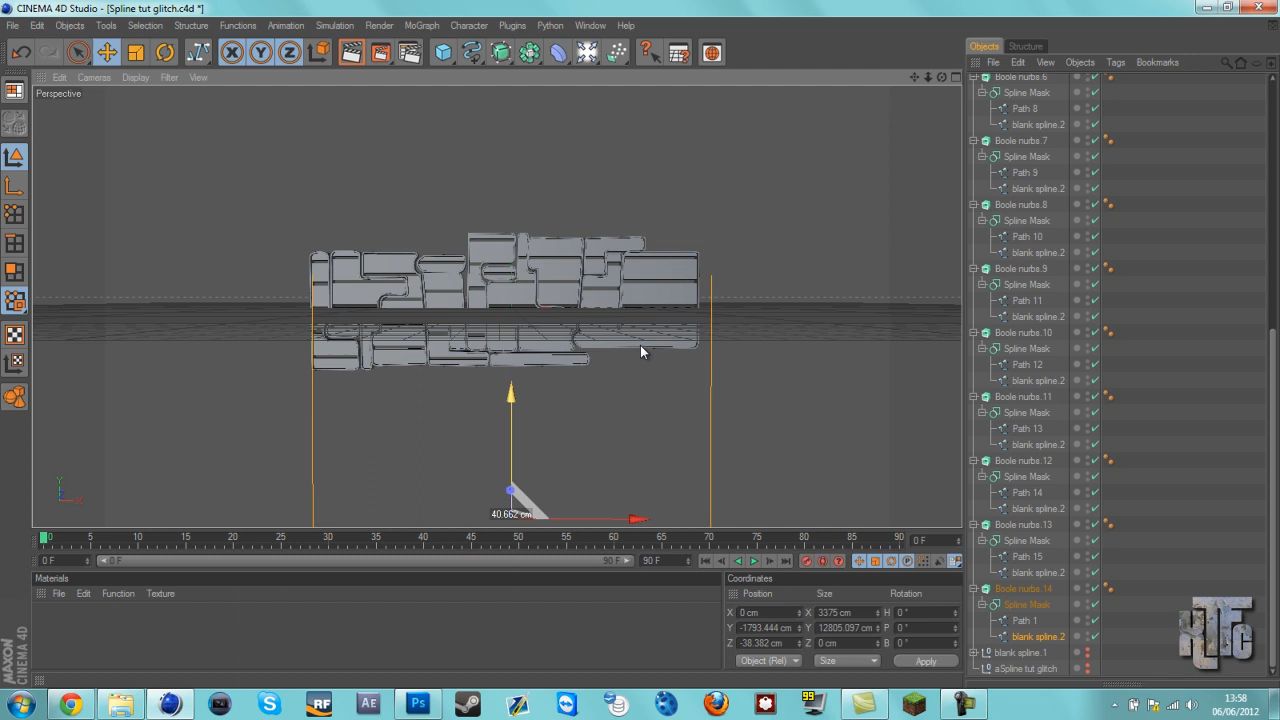 CINEMA 4D Studio - [Spline tut glitch.c4d *]
File Edit Objects Tools Selection Structure Functions Animation Simulation Render MoGraph Character Plugins Python Window Help
Objects Structure
File Edit View Objects Tags Bookmarks
Edit Cameras Display Filter View
Perspective
Boole nurbs.6
Spline Mask
Path 8
blank spline.2
Boole nurbs.7
Spline Mask
Path 9
blank spline.2
Boole nurbs.8
Spline Mask
Path 10
blank spline.2
Boole nurbs.9
Spline Mask
Path 11
blank spline.2
Boole nurbs.10
Spline Mask
Path 12
blank spline.2
Boole nurbs.11
Spline Mask
Path 13
blank spline.2
Boole nurbs.12
Spline Mask
Path 14
blank spline.2
Boole nurbs.13
Spline Mask
Path 15
blank spline.2
Boole nurbs.14
Spline Mask
Path 1
blank spline.2
blank spline.1
aSpline tut glitch
X Y Z
Y X
40.662 cm
0 5 10 15 20 25 30 35 40 45 50 55 60 65 70 75 80 85 90 0 F
0 F 0 F 90 F 90 F
Materials
File Edit Function Texture
Coordinates
Position Size Rotation
X 0 cm X 3375 cm H 0 °
Y -1793.444 cm Y 12805.097 cm P 0 °
Z -38.382 cm Z 0 cm B 0 °
Object (Rel) Size Apply
MAXON
CINEMA 4D
RF Ae Ps 99
13:58
06/06/2012